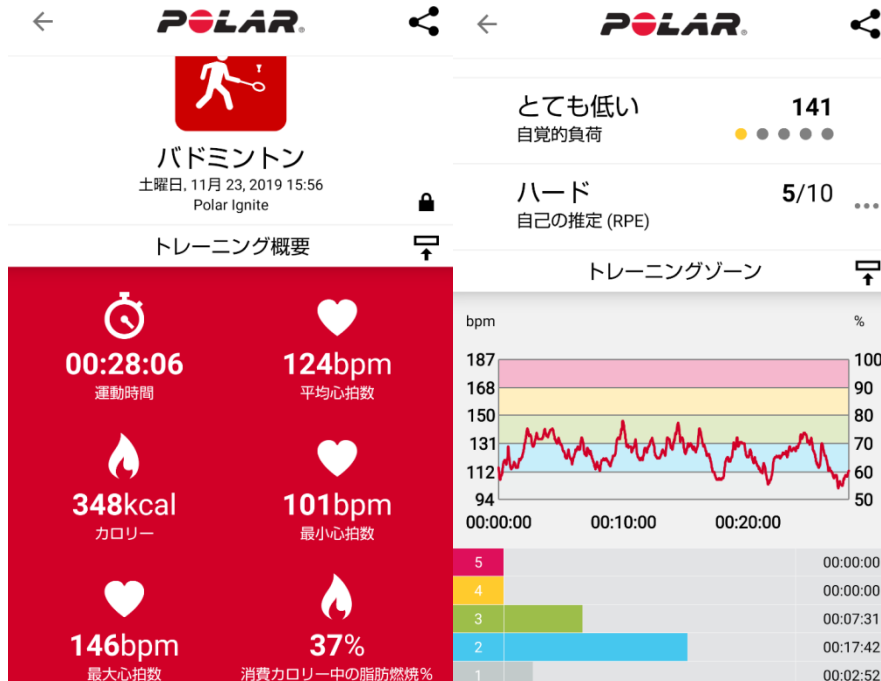 POLAR
バドミントン
土曜日, 11月 23, 2019 15:56
Polar Ignite
トレーニング概要
00:28:06
運動時間
124bpm
平均心拍数
348kcal
カロリー
101bpm
最小心拍数
146bpm
最大心拍数
37%
消費カロリー中の脂肪燃焼%
POLAR
とても低い 141
自覚的負荷
ハード 5/10
自己の推定 (RPE)
トレーニングゾーン
bpm %
187 100
168 90
150 80
131 70
112 60
94 50
00:00:00 00:10:00 00:20:00
5 00:00:00
4 00:00:00
3 00:07:31
2 00:17:42
1 00:02:52